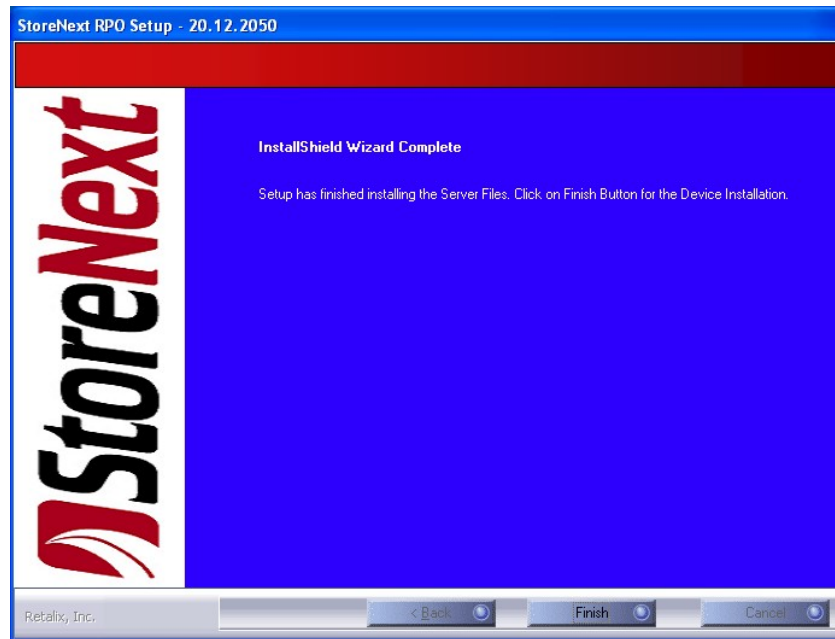 StoreNext RPO Setup - 20.12.2050
StoreNext
InstallShield Wizard Complete
Setup has finished installing the Server Files. Click on Finish Button for the Device Installation.
Retalix, Inc.
< Back
Finish
Cancel